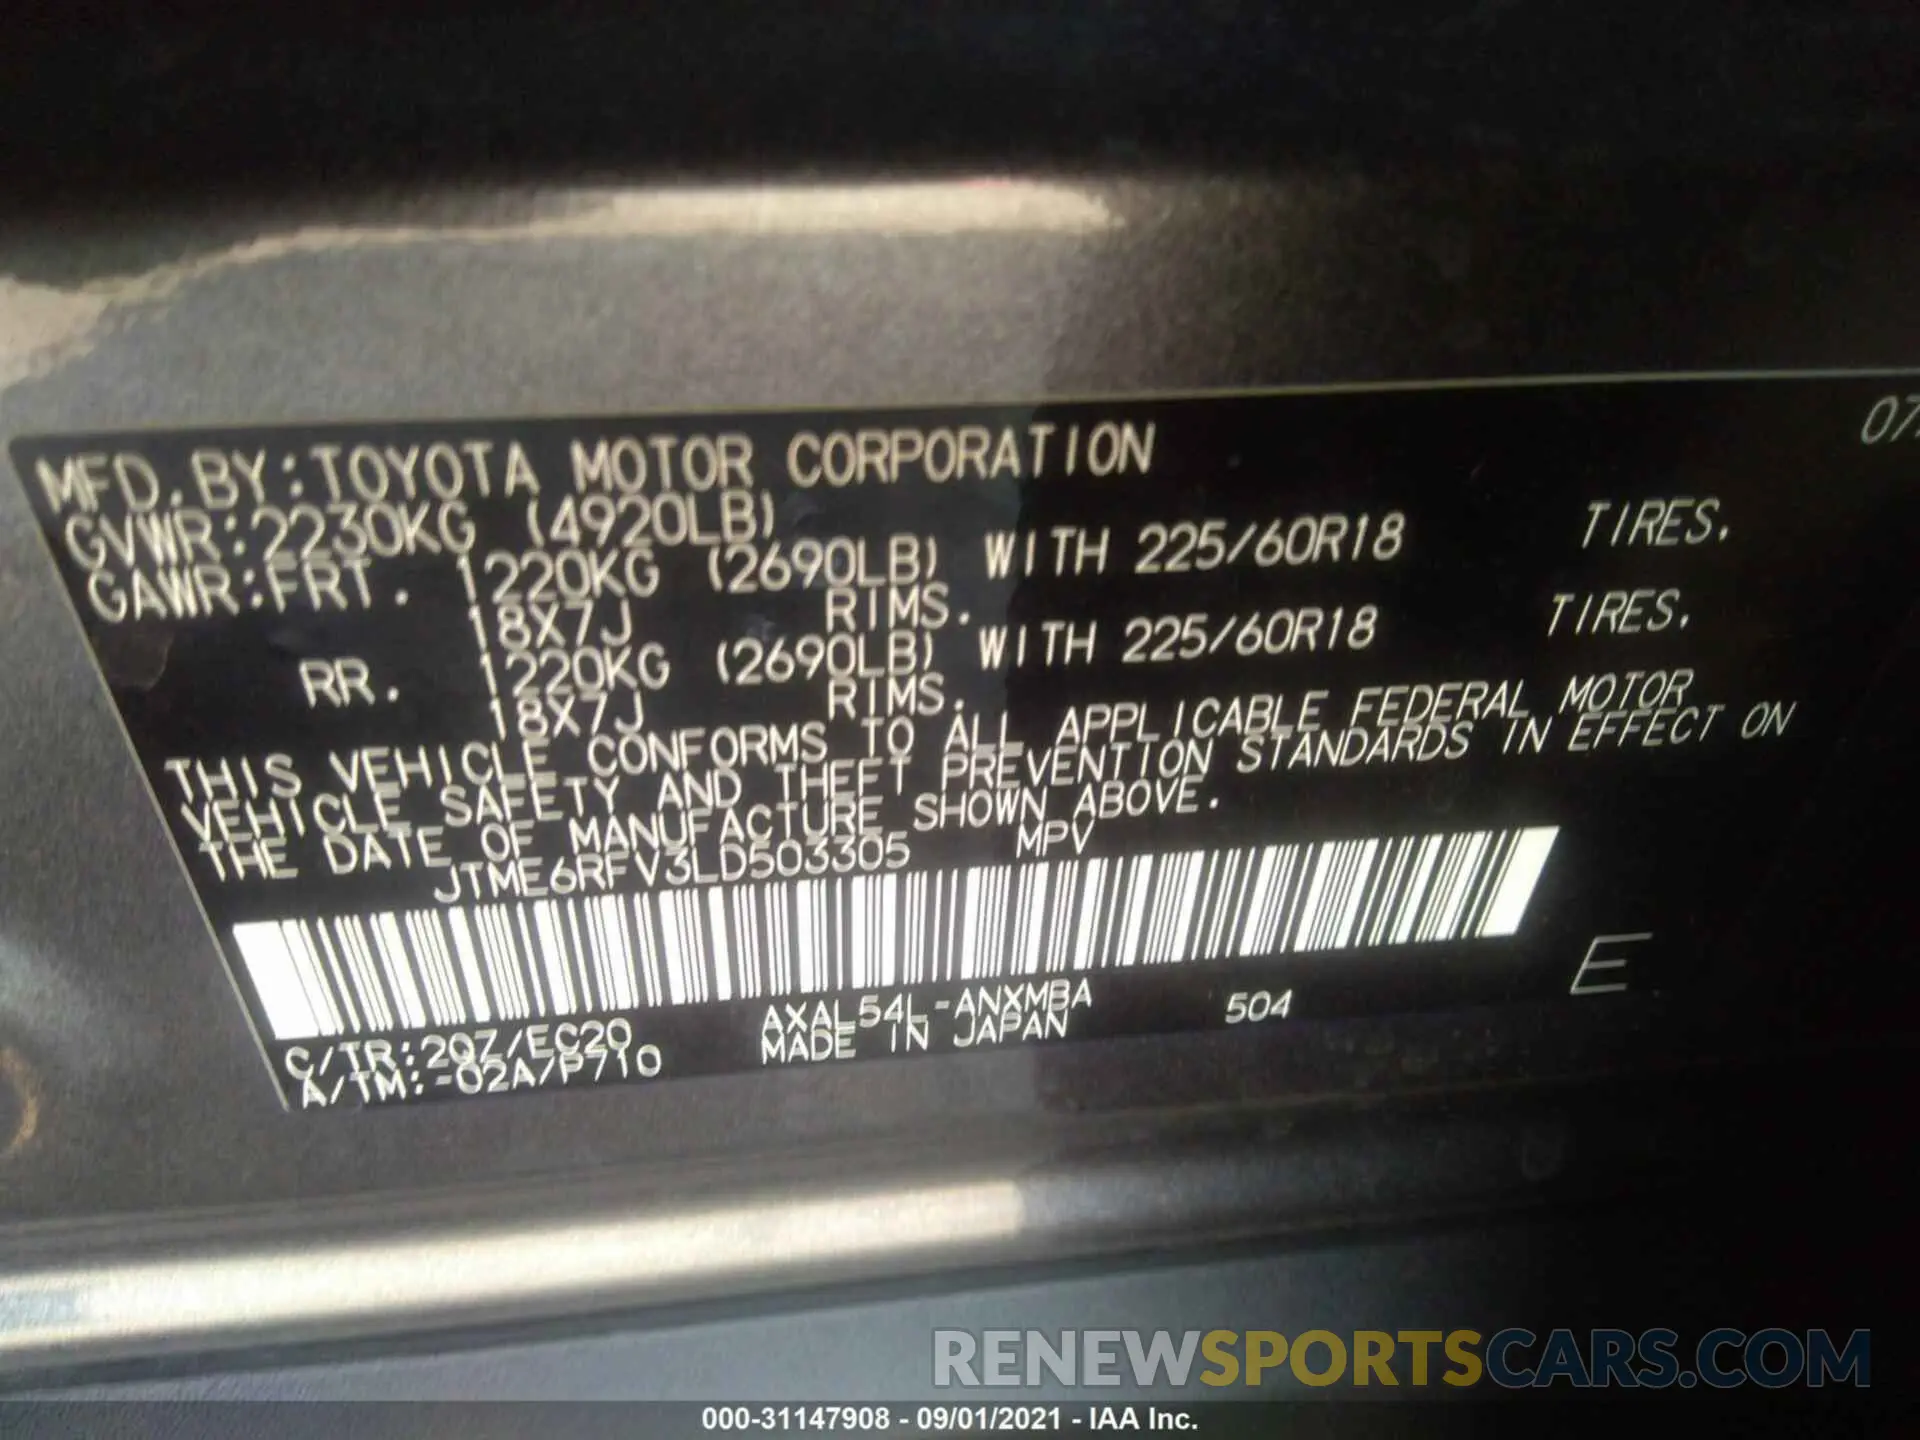 07
MFD.BY:TOYOTA MOTOR CORPORATION
GVWR:2230KG (4920LB)
GAWR:FRT. 1220KG (2690LB) WITH 225/60R18 TIRES.
18X7J RIMS.
RR. 1220KG (2690LB) WITH 225/60R18 TIRES.
18X7J RIMS.
THIS VEHICLE CONFORMS TO ALL APPLICABLE FEDERAL MOTOR
VEHICLE SAFETY AND THEFT PREVENTION STANDARDS IN EFFECT ON
THE DATE OF MANUFACTURE SHOWN ABOVE.
JTME6RFV3LD503305 MPV
E
C/TR:2QZ/EC20 AXAL54L-ANXMBA 504
A/TM:-02A/P710 MADE IN JAPAN
RENEWSPORTSCARS.COM
000-31147908 - 09/01/2021 - IAA Inc.